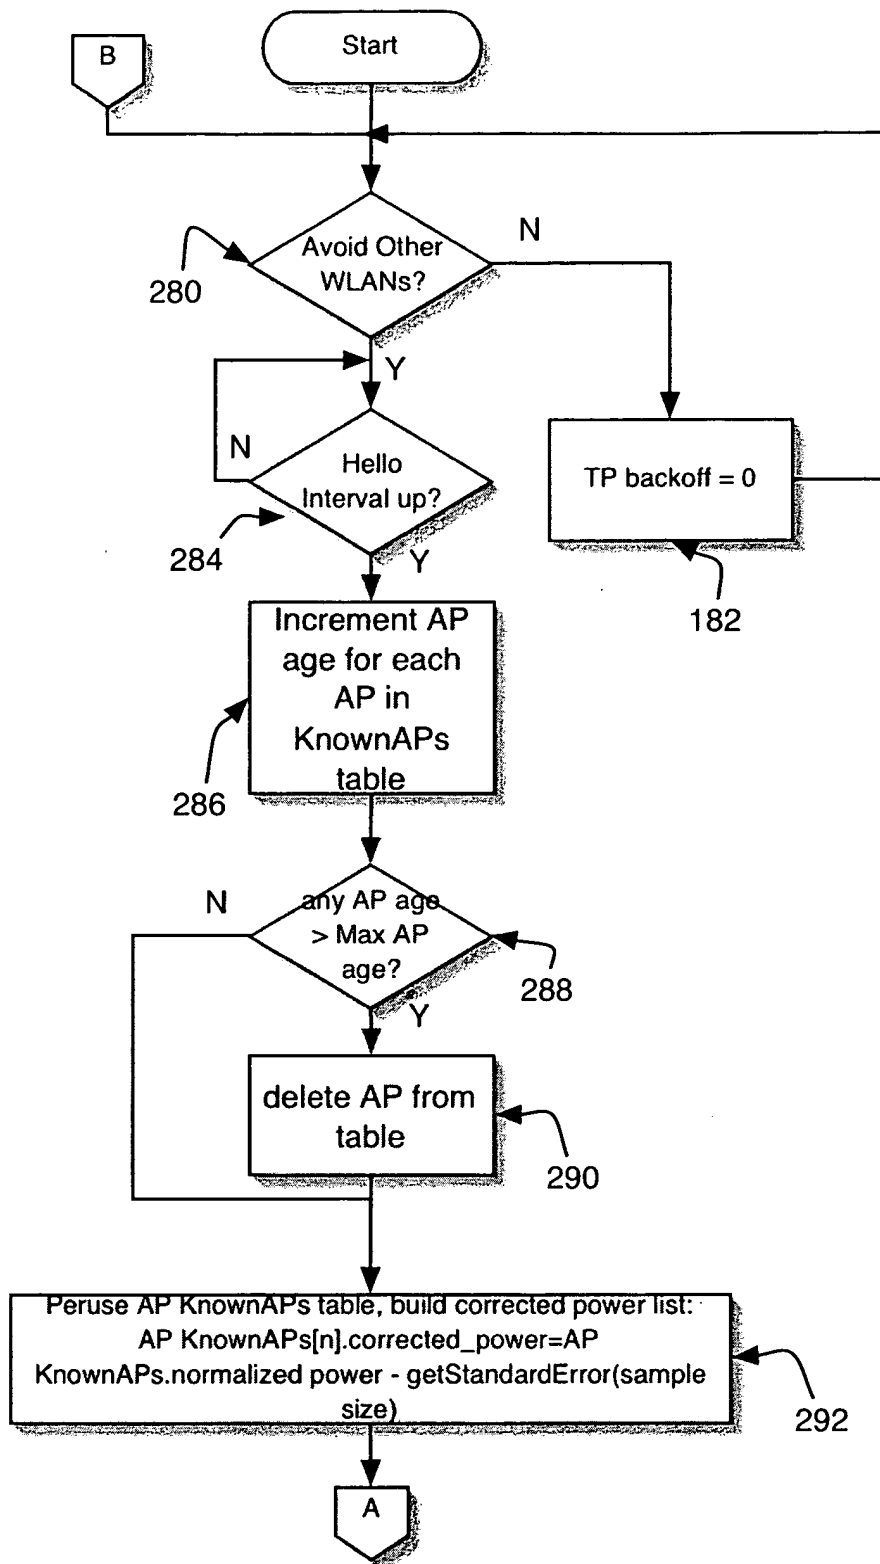 B
Start
Avoid Other
WLANs?
N
280
Y
N
Hello
Interval up?
TP backoff = 0
284
Y
182
Increment AP
age for each
AP in
KnownAPs
table
286
N
any AP age
> Max AP
age?
288
Y
delete AP from
table
290
Peruse AP KnownAPs table, build corrected power list:
AP KnownAPs[n].corrected_power=AP
KnownAPs.normalized power - getStandardError(sample
size)
292
A